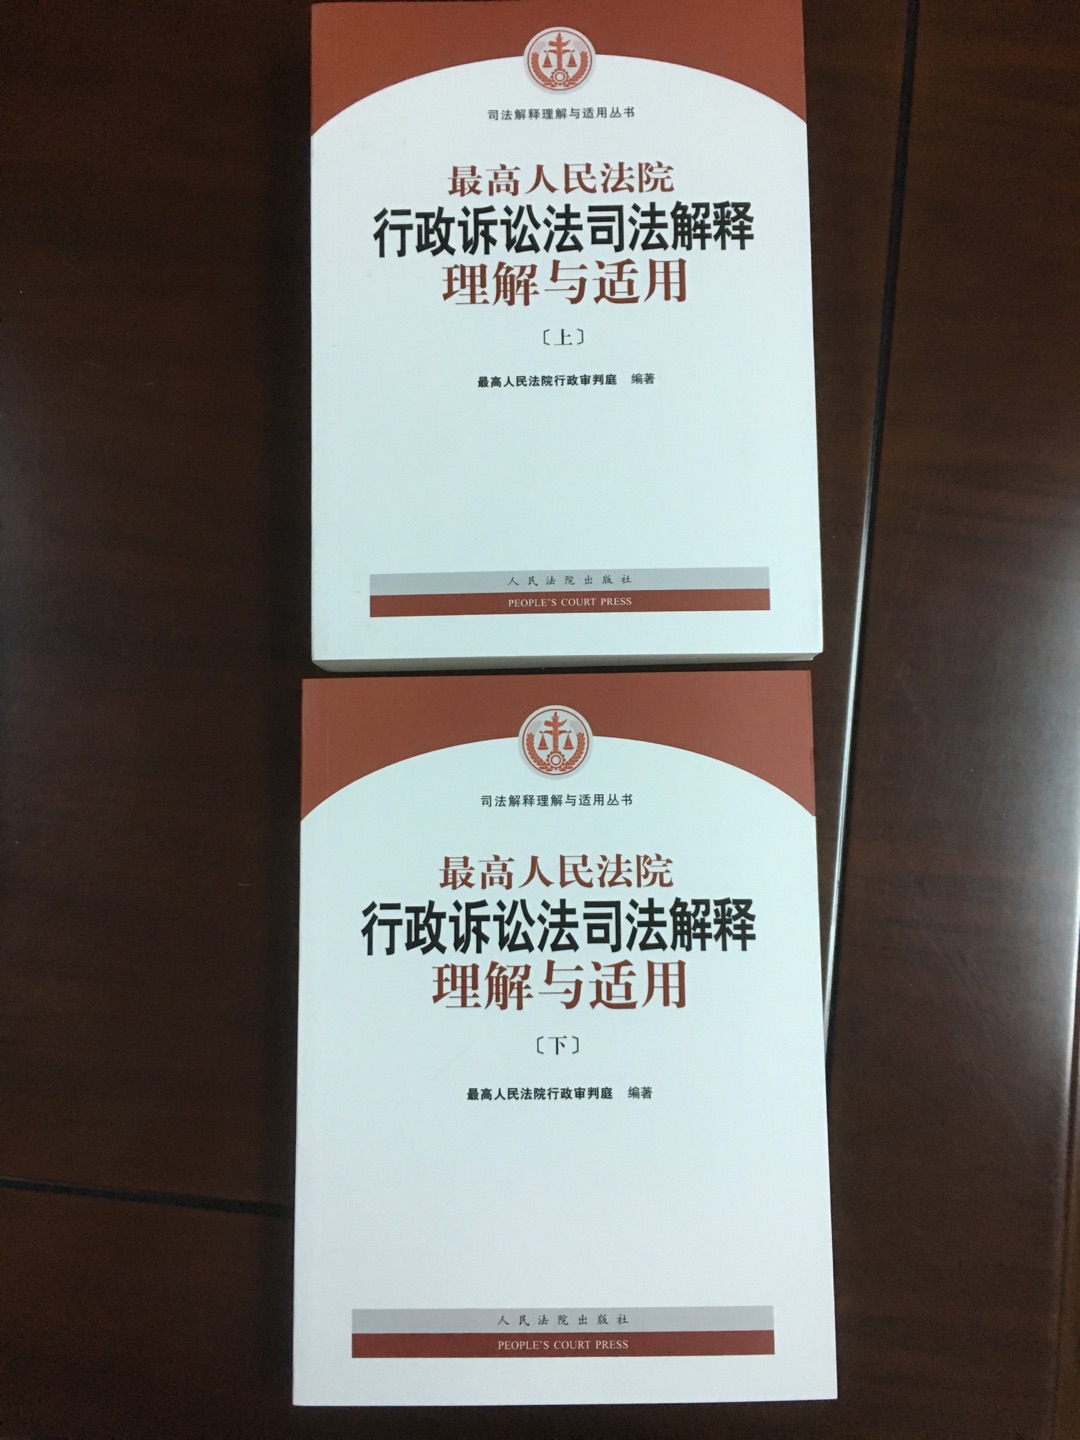 司法解释理解与适用丛书
最高人民法院
行政诉讼法司法解释
理解与适用
〔上〕
最高人民法院行政审判庭 编著
人民法院出版社
PEOPLE'S COURT PRESS
司法解释理解与适用丛书
最高人民法院
行政诉讼法司法解释
理解与适用
〔下〕
最高人民法院行政审判庭 编著
人民法院出版社
PEOPLE'S COURT PRESS